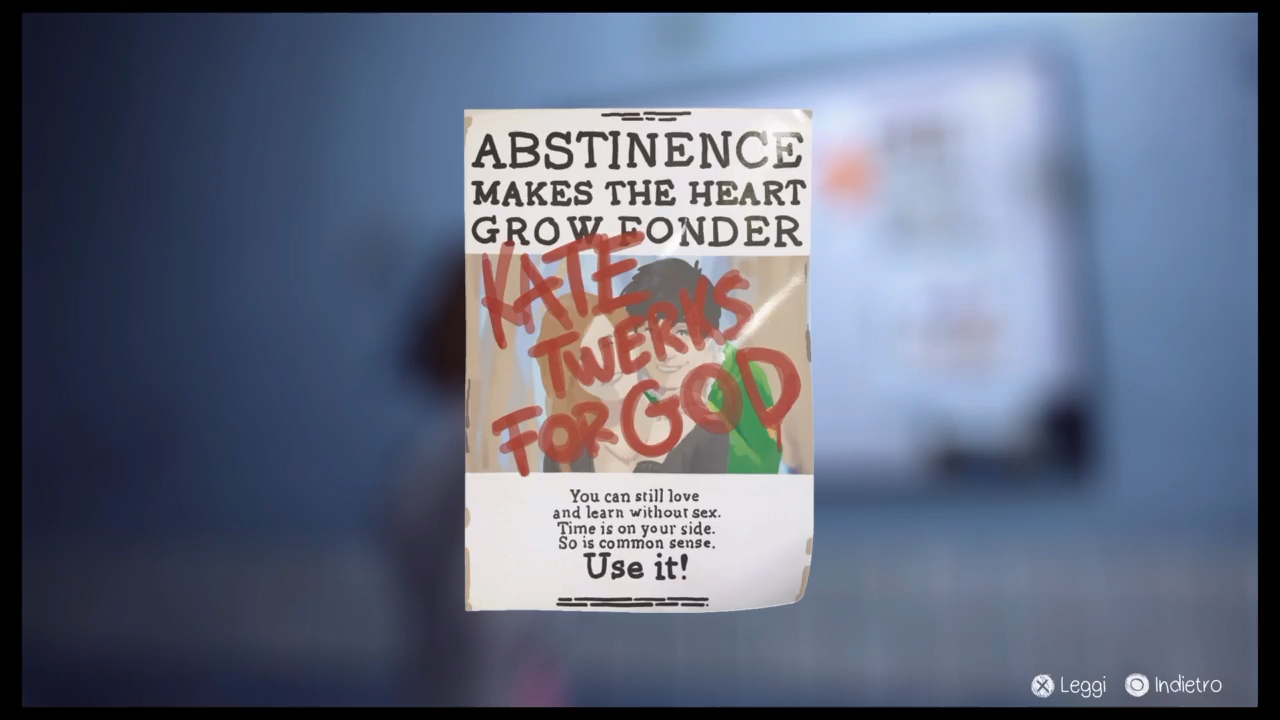 ABSTINENCE
MAKES THE HEART
GROW FONDER
KATE
TWERKS
FOR GOD
You can still love
and learn without sex.
Time is on your side.
So is common sense.
Use it!
Leggi Indietro